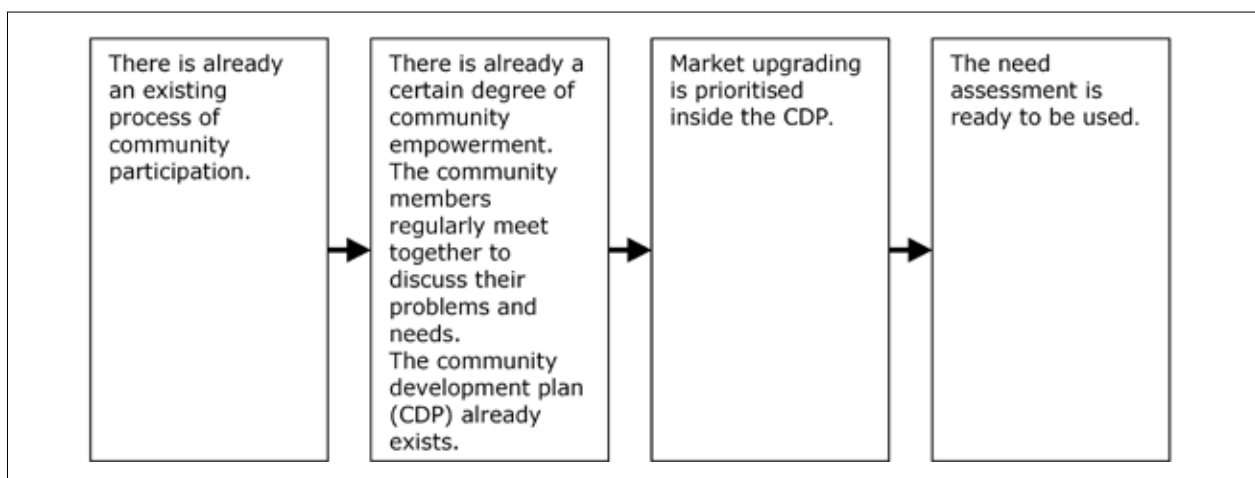 There is already
an existing
process of
community
participation.
There is already a
certain degree of
community
empowerment.
The community
members
regularly meet
together to
discuss their
problems and
needs.
The community
development plan
(CDP) already
exists.
Market upgrading
is prioritised
inside the CDP.
The need
assessment is
ready to be used.